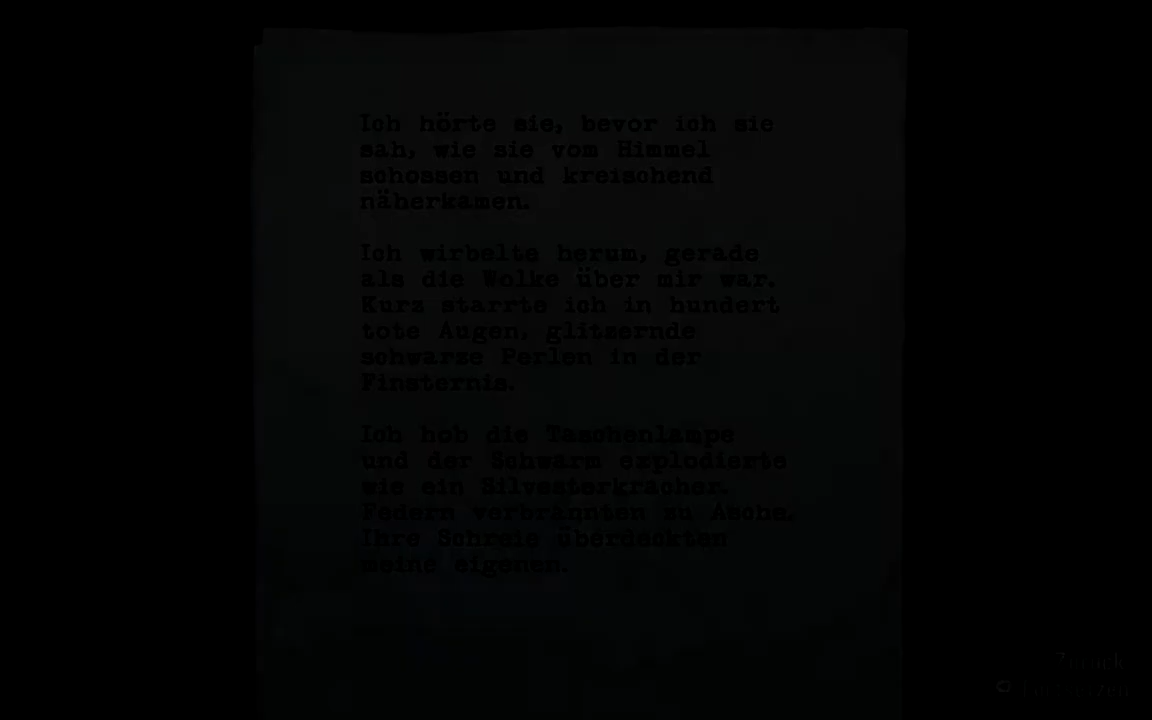 Ich hörte sie, bevor ich sie
sah, wie sie vom Himmel
schossen und kreischend
näherkamen.
Ich wirbelte herum, gerade
als die Wolke über mir war.
Kurz starrte ich in hundert
tote Augen, glitzernde
schwarze Perlen in der
Finsternis.
Ich hob die Taschenlampe
und der Schwarm explodierte
wie ein Silvesterkracher.
Federn verbrannten zu Asche.
Ihre Schreie überdeckten
meine eigenen.
Zurück